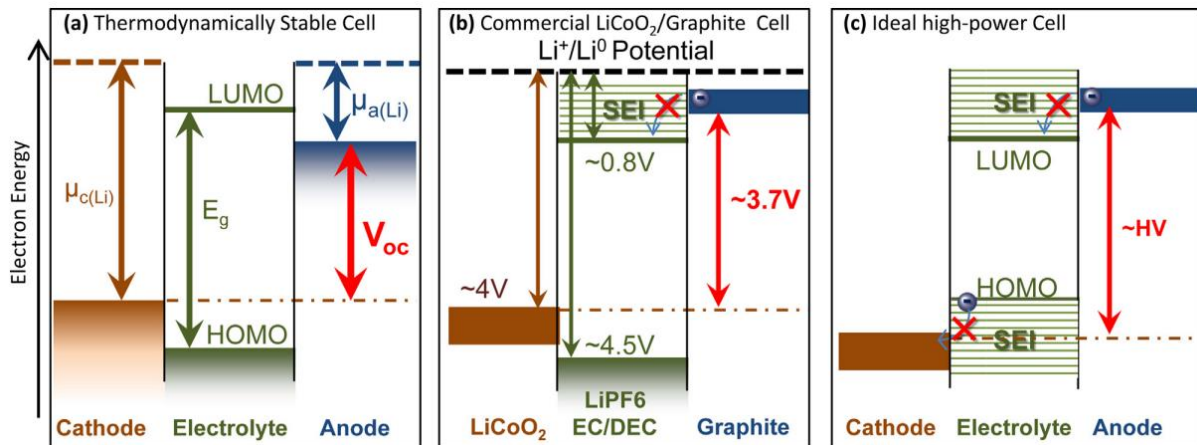 Electron Energy
(a) Thermodynamically Stable Cell
LUMO
μa(Li)
μc(Li)
Eg
Voc
HOMO
Cathode Electrolyte Anode
(b) Commercial LiCoO₂/Graphite Cell
Li⁺/Li⁰ Potential
SEI
~0.8V
~3.7V
~4V
~4.5V
LiPF6
EC/DEC
LiCoO₂
Graphite
(c) Ideal high-power Cell
SEI
LUMO
~HV
HOMO
SEI
Cathode Electrolyte Anode